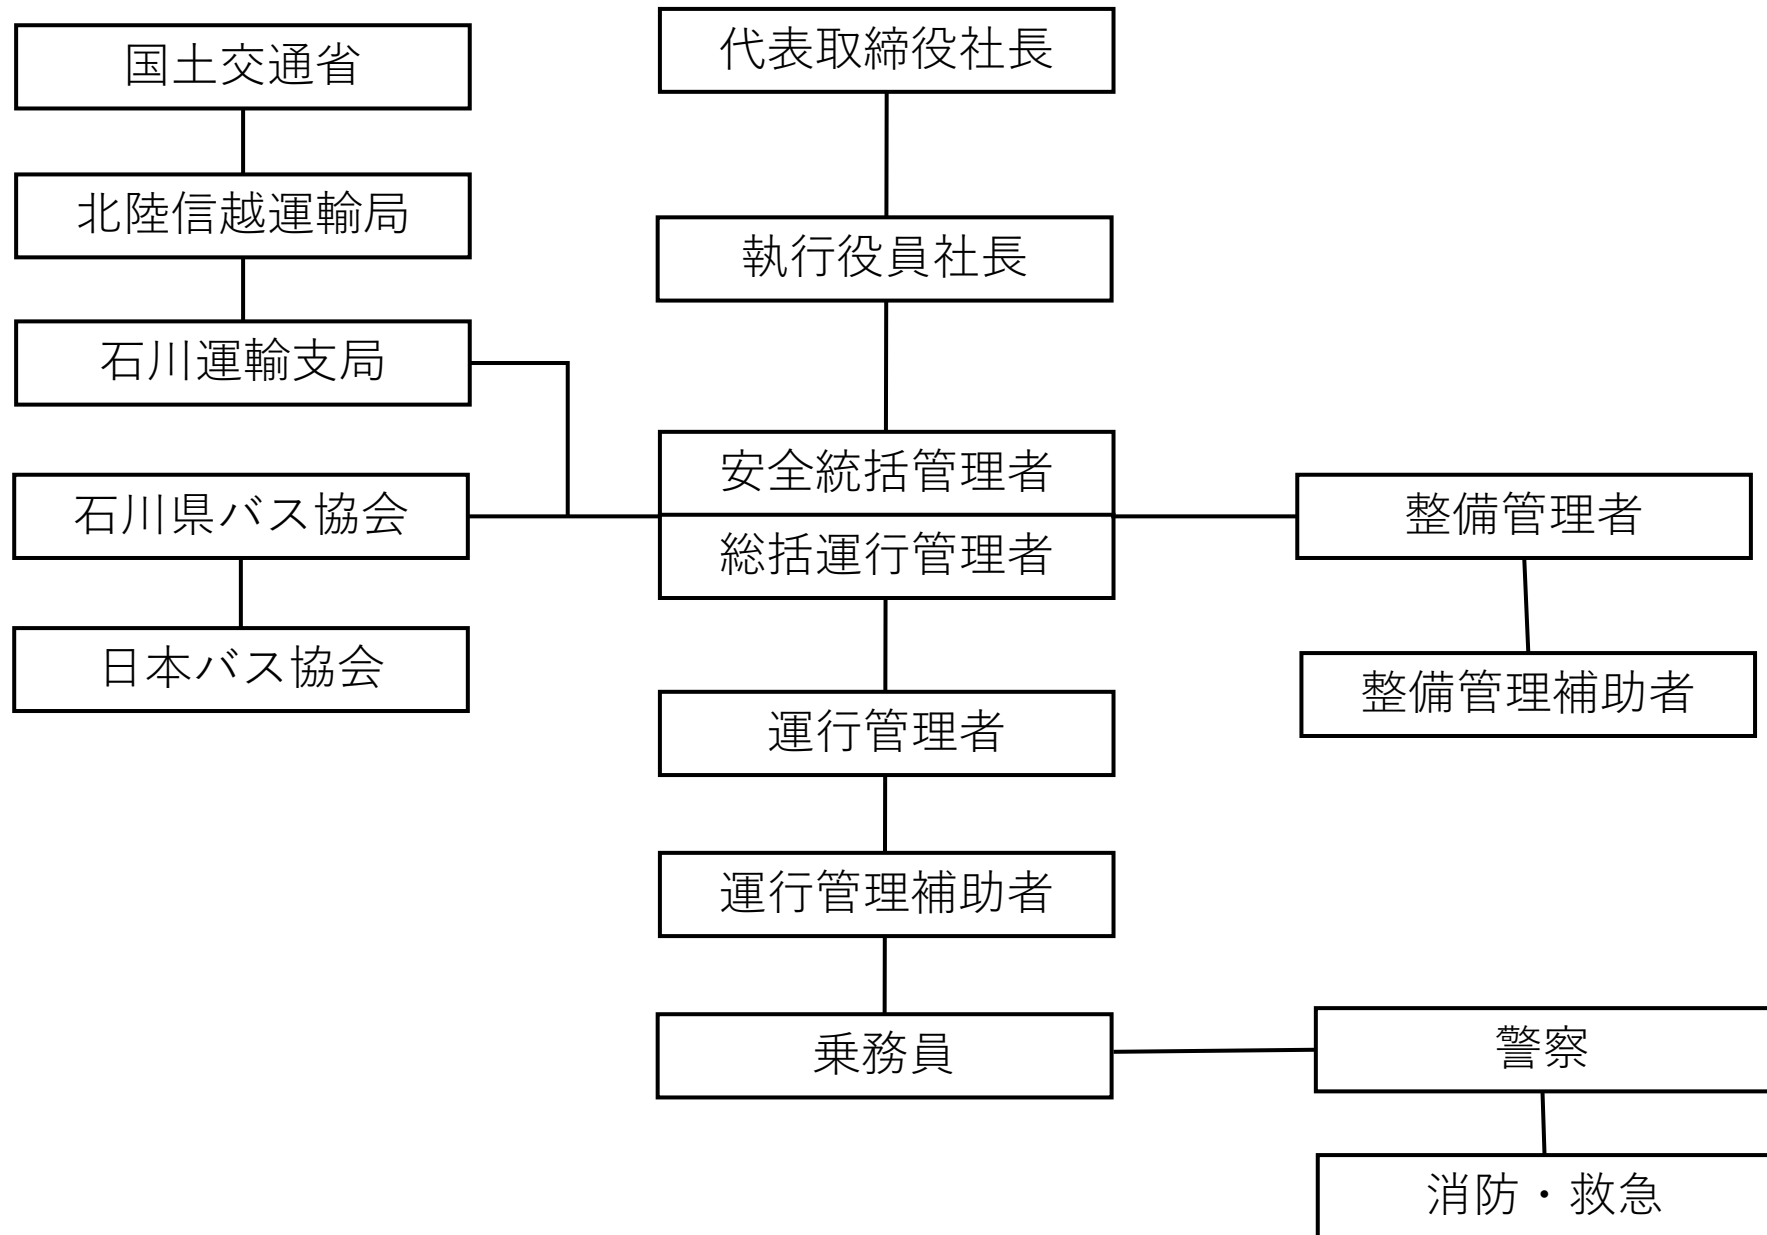 国土交通省
北陸信越運輸局
石川運輸支局
石川県バス協会
日本バス協会
代表取締役社長
執行役員社長
安全統括管理者
総括運行管理者
運行管理者
運行管理補助者
乗務員
整備管理者
整備管理補助者
警察
消防・救急